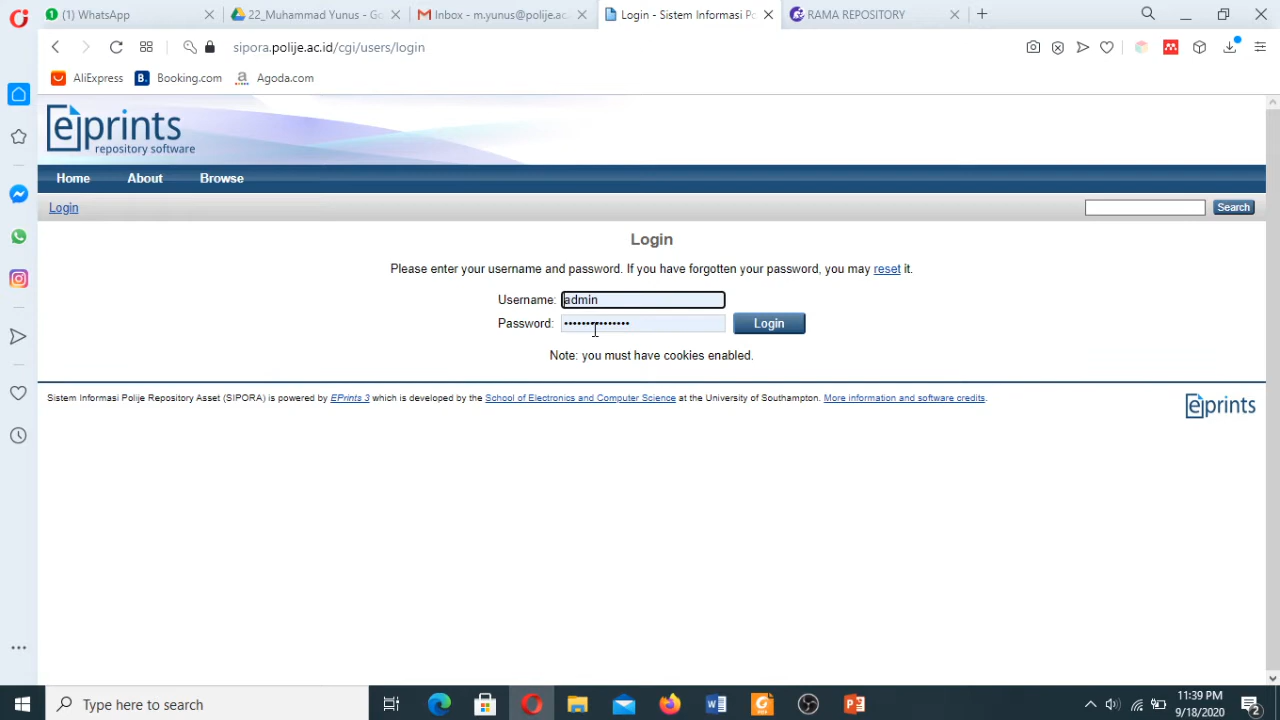 (1) WhatsApp
22_Muhammad Yunus - Go
Inbox - m.yunus@polije.ac.
Login - Sistem Informasi Po
RAMA REPOSITORY
sipora.polije.ac.id/cgi/users/login
AliExpress
B. Booking.com
a Agoda.com
eprints
repository software
Home
About
Browse
Login
Search
Login
Please enter your username and password. If you have forgotten your password, you may reset it.
Username: admin
Password: •••••••••••••••
Login
Note: you must have cookies enabled.
Sistem Informasi Polije Repository Asset (SIPORA) is powered by EPrints 3 which is developed by the School of Electronics and Computer Science at the University of Southampton. More information and software credits.
eprints
Type here to search
11:39 PM
9/18/2020
2